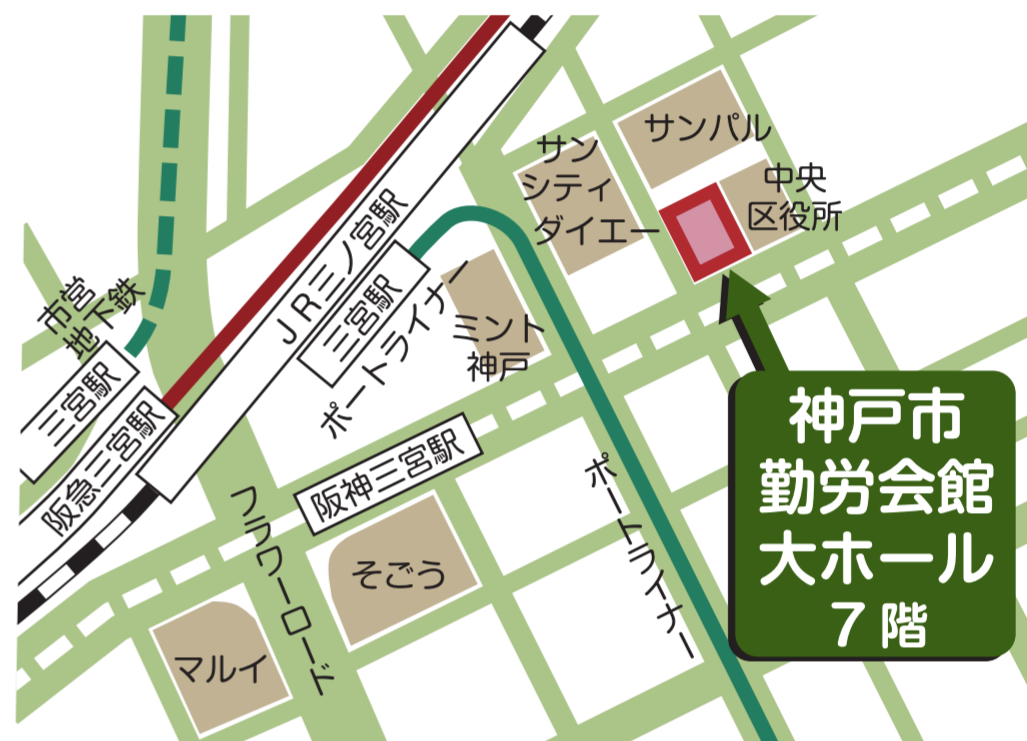 サンパル
サン
シティ
ダイエー
中央
区役所
JR三ノ宮駅
三宮駅
ポートライナー
ミント
神戸
市営
地下鉄
三宮駅
阪急三宮駅
阪神三宮駅
フラワーロード
そごう
マルイ
ポートライナー
神戸市
勤労会館
大ホール
7階